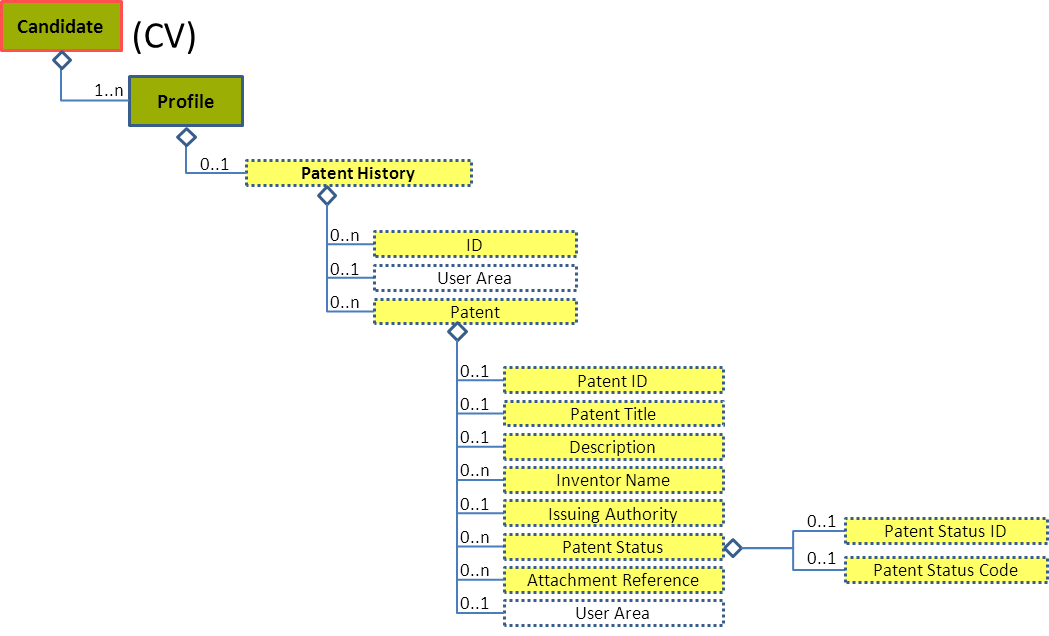 Candidate
(CV)
1..n
Profile
0..1
Patent History
0..n
ID
0..1
User Area
0..n
Patent
0..1
Patent ID
0..1
Patent Title
0..1
Description
0..n
Inventor Name
0..1
Issuing Authority
0..n
Patent Status
0..1
Patent Status ID
0..1
Patent Status Code
0..n
Attachment Reference
0..1
User Area